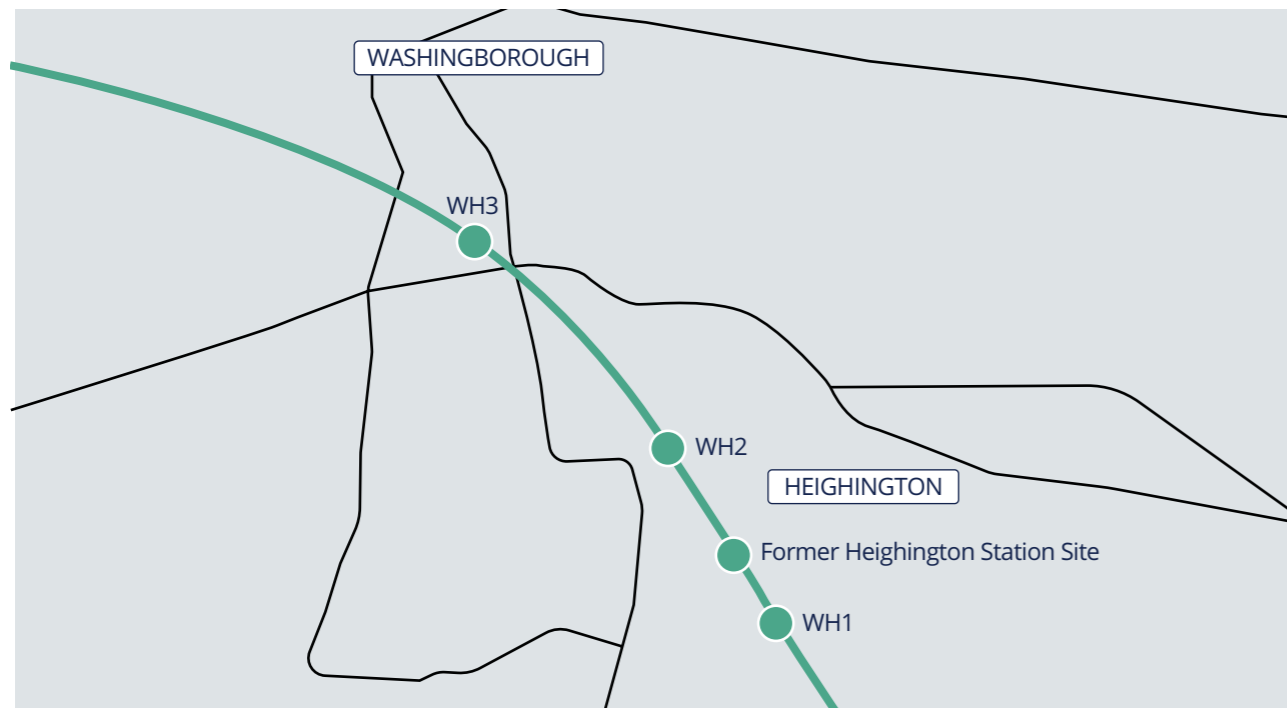 WASHINGBOROUGH
WH3
WH2
HEIGHINGTON
Former Heighington Station Site
WH1